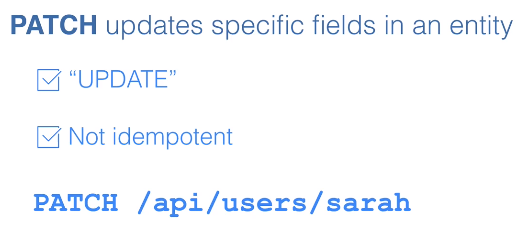 PATCH updates specific fields in an entity
“UPDATE”
Not idempotent
PATCH /api/users/sarah